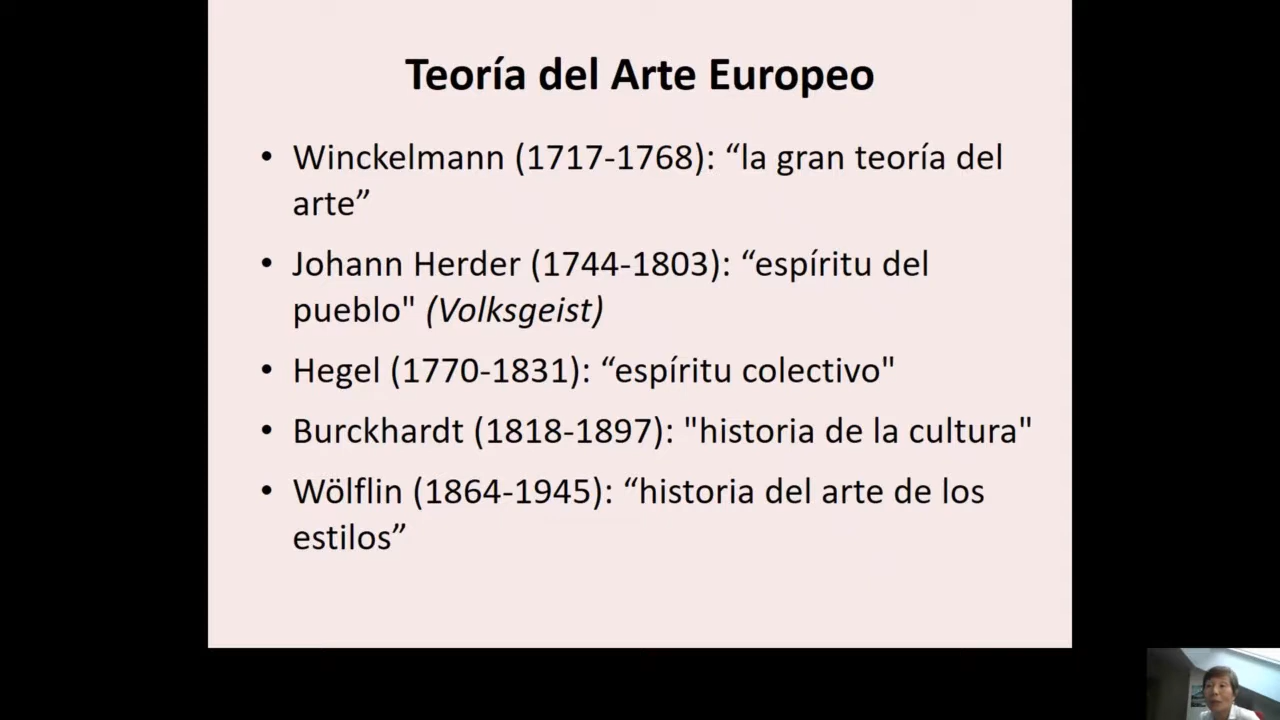 Teoría del Arte Europeo
• Winckelmann (1717-1768): “la gran teoría del
arte”
• Johann Herder (1744-1803): “espíritu del
pueblo" (Volksgeist)
• Hegel (1770-1831): “espíritu colectivo"
• Burckhardt (1818-1897): "historia de la cultura"
• Wölflin (1864-1945): “historia del arte de los
estilos”